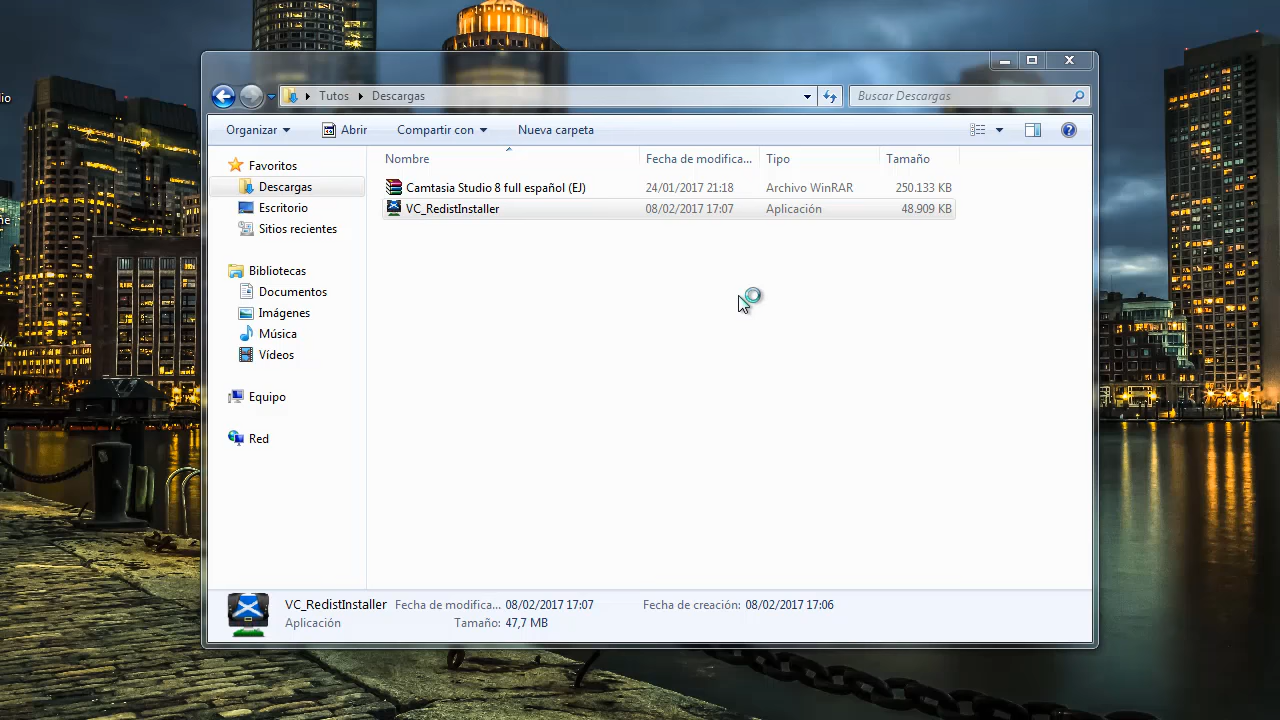 io
Tutos Descargas
Buscar Descargas
Organizar Abrir Compartir con Nueva carpeta
Favoritos
Descargas
Escritorio
Sitios recientes
Bibliotecas
Documentos
Imágenes
Música
Vídeos
Equipo
Red
Nombre Fecha de modifica... Tipo Tamaño
Camtasia Studio 8 full español (EJ) 24/01/2017 21:18 Archivo WinRAR 250.133 KB
VC_RedistInstaller 08/02/2017 17:07 Aplicación 48.909 KB
VC_RedistInstaller Fecha de modifica... 08/02/2017 17:07 Fecha de creación: 08/02/2017 17:06
Aplicación Tamaño: 47,7 MB